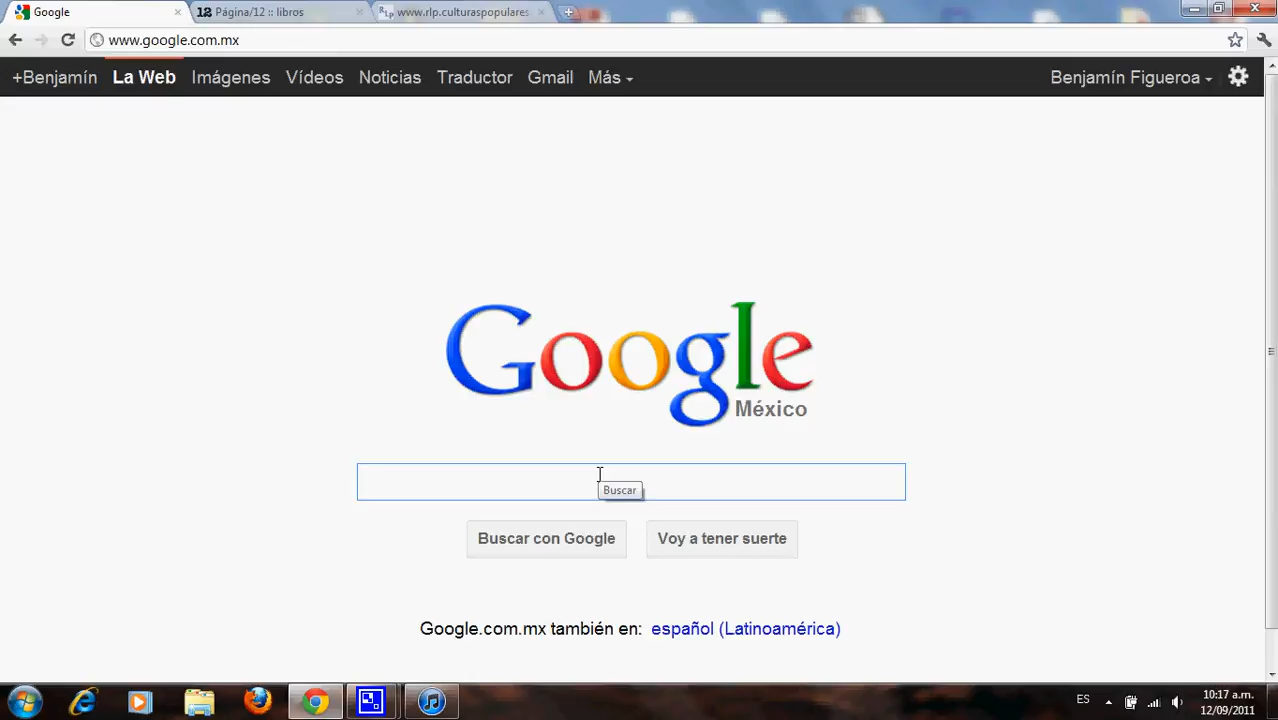 Google
Página/12 :: libros
www.rlp.culturaspopulares
www.google.com.mx
+Benjamín La Web Imágenes Vídeos Noticias Traductor Gmail Más Benjamín Figueroa
Google
México
Buscar
Buscar con Google Voy a tener suerte
Google.com.mx también en: español (Latinoamérica)
ES
10:17 a.m.
12/09/2011